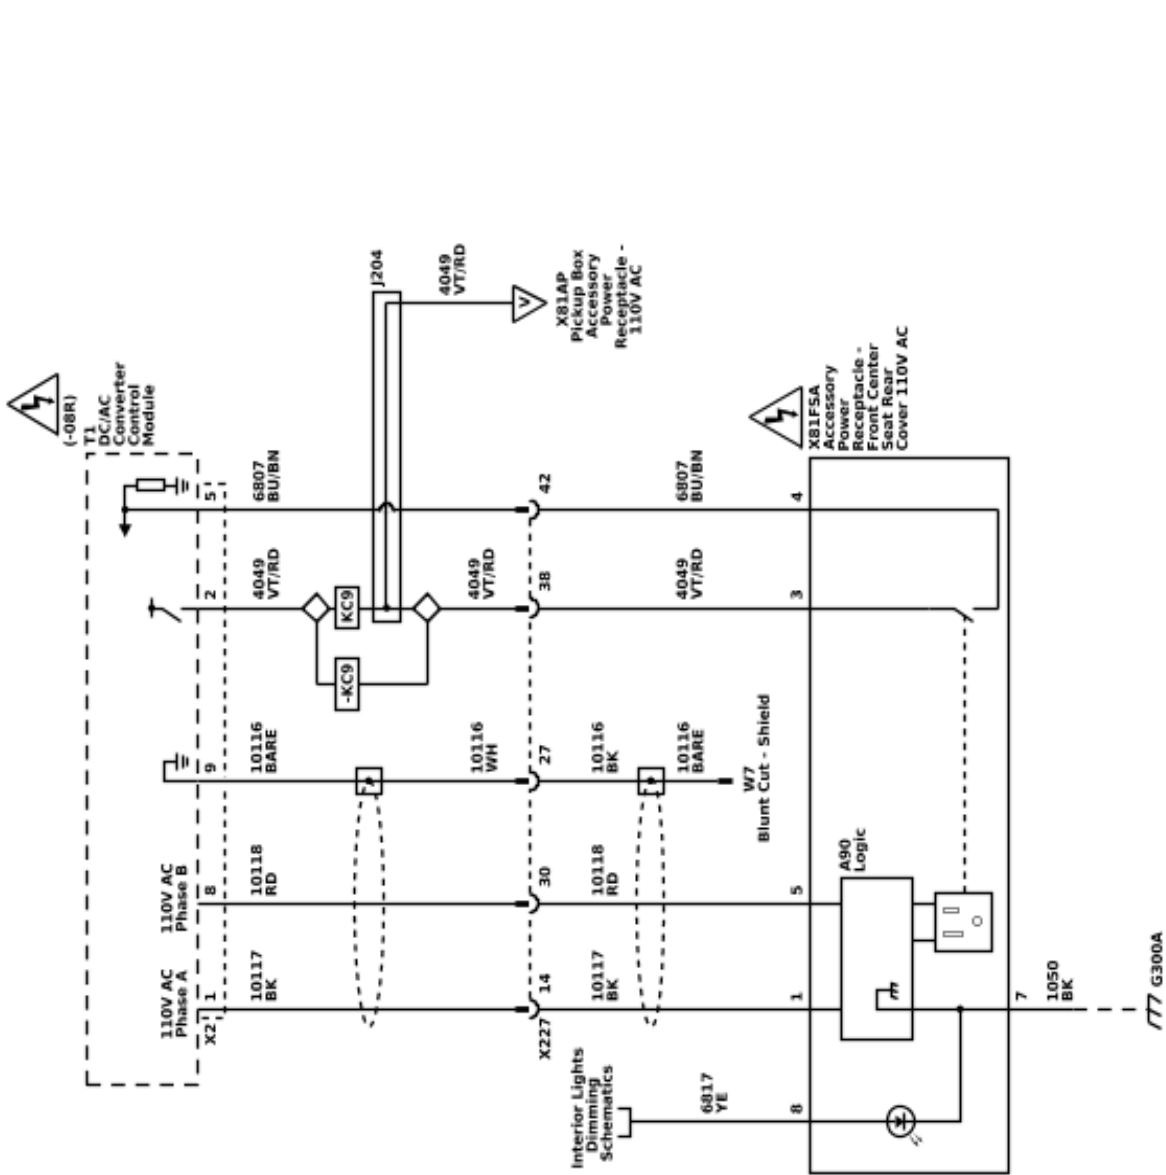 (-08R)
T1
DC/AC
Converter
Control
Module
110V AC
Phase A
110V AC
Phase B
X2
1
8
9
2
5
10117
BK
10118
RD
10116
BARE
4049
VT/RD
6807
BU/BN
KC9
-KC9
J204
4049
VT/RD
V
X81AP
Pickup Box
Accessory
Power
Receptacle -
110V AC
10116
WH
4049
VT/RD
X227
14
30
27
38
42
Interior Lights
Dimming
Schematics
10117
BK
10118
RD
10116
BK
10116
BARE
4049
VT/RD
6807
BU/BN
W7
Blunt Cut - Shield
6817
YE
8
1
5
3
4
X81FSA
Accessory
Power
Receptacle -
Front Center
Seat Rear
Cover 110V AC
A90
Logic
7
1050
BK
G300A